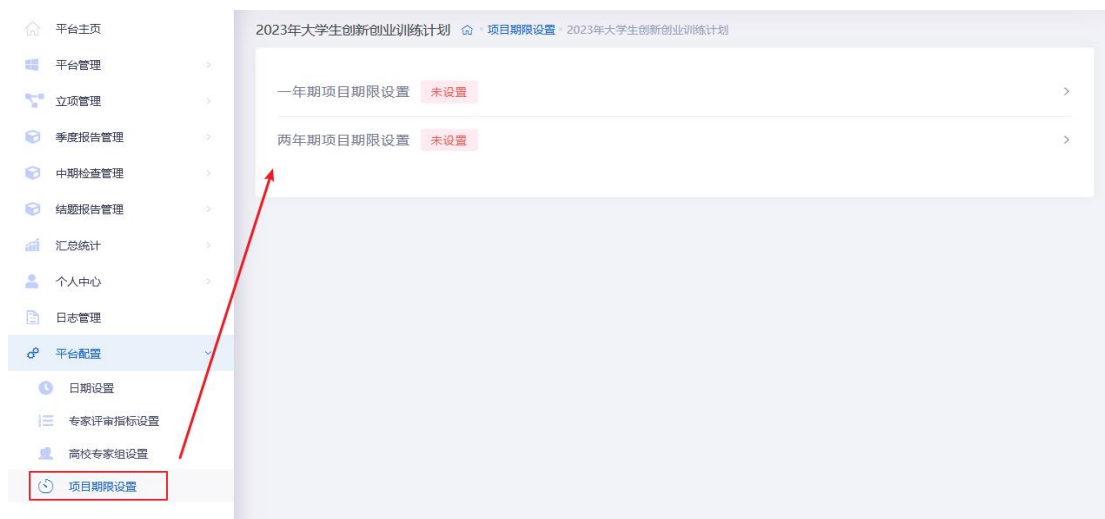 平台主页
平台管理
立项管理
季度报告管理
中期检查管理
结题报告管理
汇总统计
个人中心
日志管理
平台配置
日期设置
专家评审指标设置
高校专家组设置
项目期限设置
2023年大学生创新创业训练计划 · 项目期限设置 · 2023年大学生创新创业训练计划
一年期项目期限设置 未设置
两年期项目期限设置 未设置